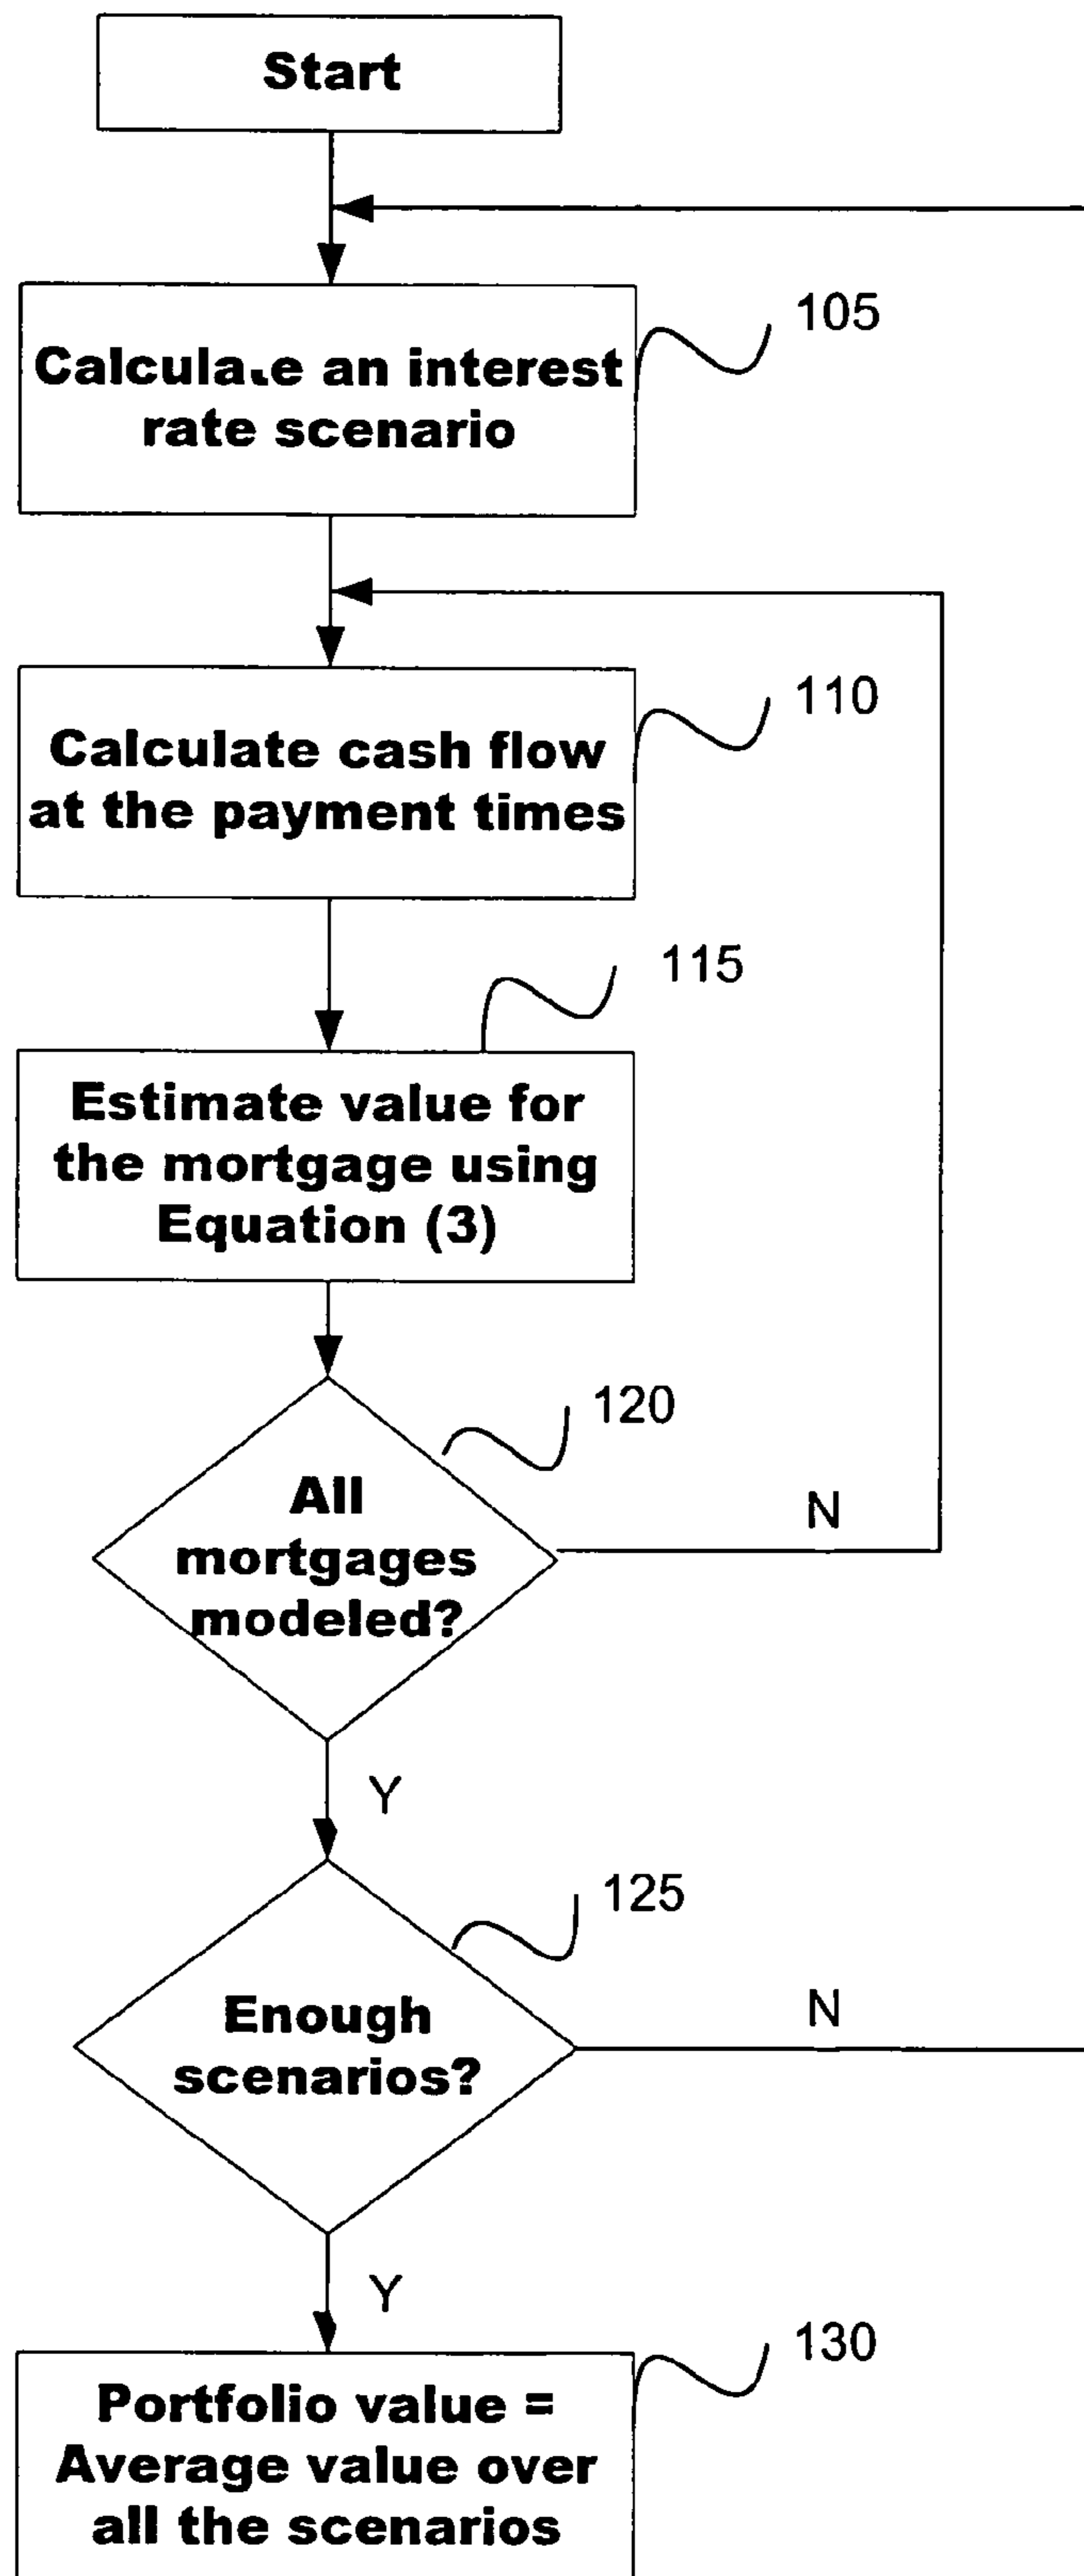 Start
105
Calculate an interest
rate scenario
110
Calculate cash flow
at the payment times
115
Estimate value for
the mortgage using
Equation (3)
120
All
mortgages
modeled?
N
Y
125
Enough
scenarios?
N
Y
130
Portfolio value =
Average value over
all the scenarios